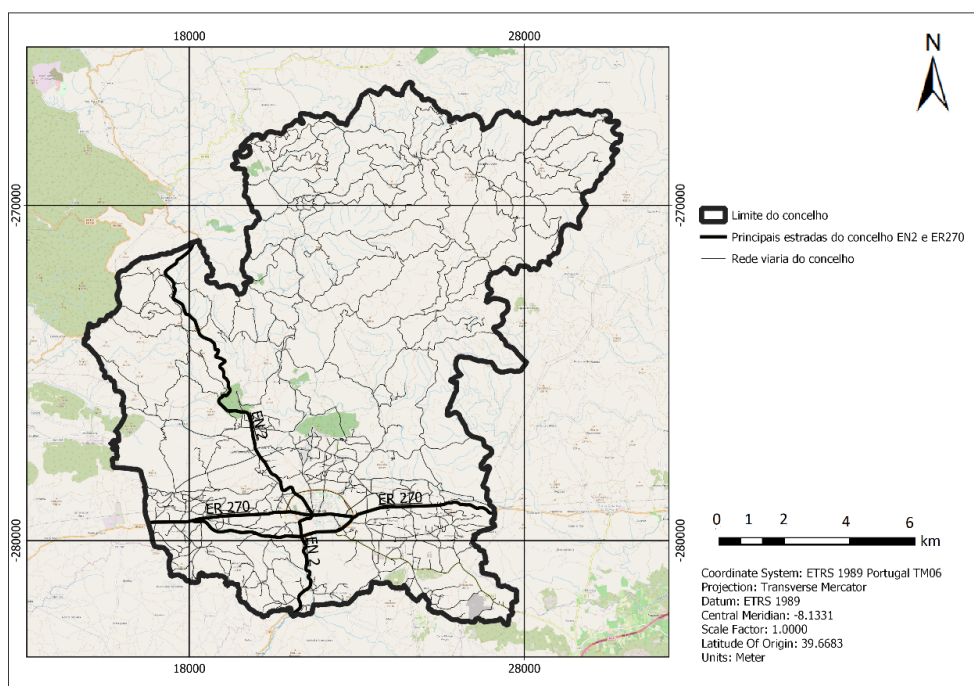 18000
28000
N
-270000
-270000
Limite do concelho
Principais estradas do concelho EN2 e ER270
Rede viaria do concelho
EN2
ER 270
ER 270
EN 2
-280000
-280000
0 1 2 4 6
km
Coordinate System: ETRS 1989 Portugal TM06
Projection: Transverse Mercator
Datum: ETRS 1989
Central Meridian: -8.1331
Scale Factor: 1.0000
Latitude Of Origin: 39.6683
Units: Meter
18000
28000